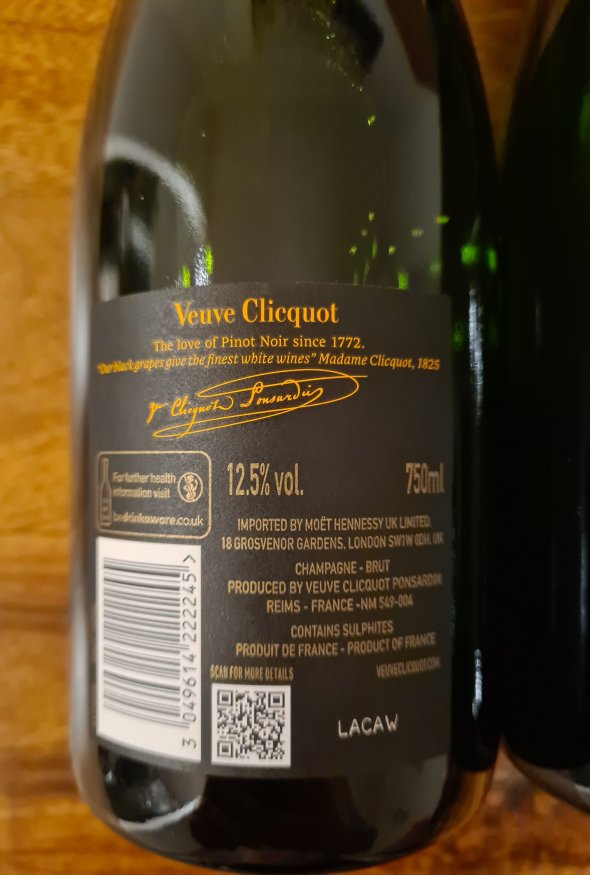 Veuve Clicquot
The love of Pinot Noir since 1772.
"Our black grapes give the finest white wines" Madame Clicquot, 1825
Vve Clicquot Ponsardin
For further health
information visit
bedrinkaware.co.uk
12.5% vol.
750ml
IMPORTED BY MOËT HENNESSY UK LIMITED,
18 GROSVENOR GARDENS, LONDON SW1W 0DH, UK
CHAMPAGNE - BRUT
PRODUCED BY VEUVE CLICQUOT PONSARDIN
REIMS - FRANCE - NM 549-004
CONTAINS SULPHITES
PRODUIT DE FRANCE - PRODUCT OF FRANCE
SCAN FOR MORE DETAILS
VEUVECLICQUOT.COM
3 049614 222245 >
LACAW